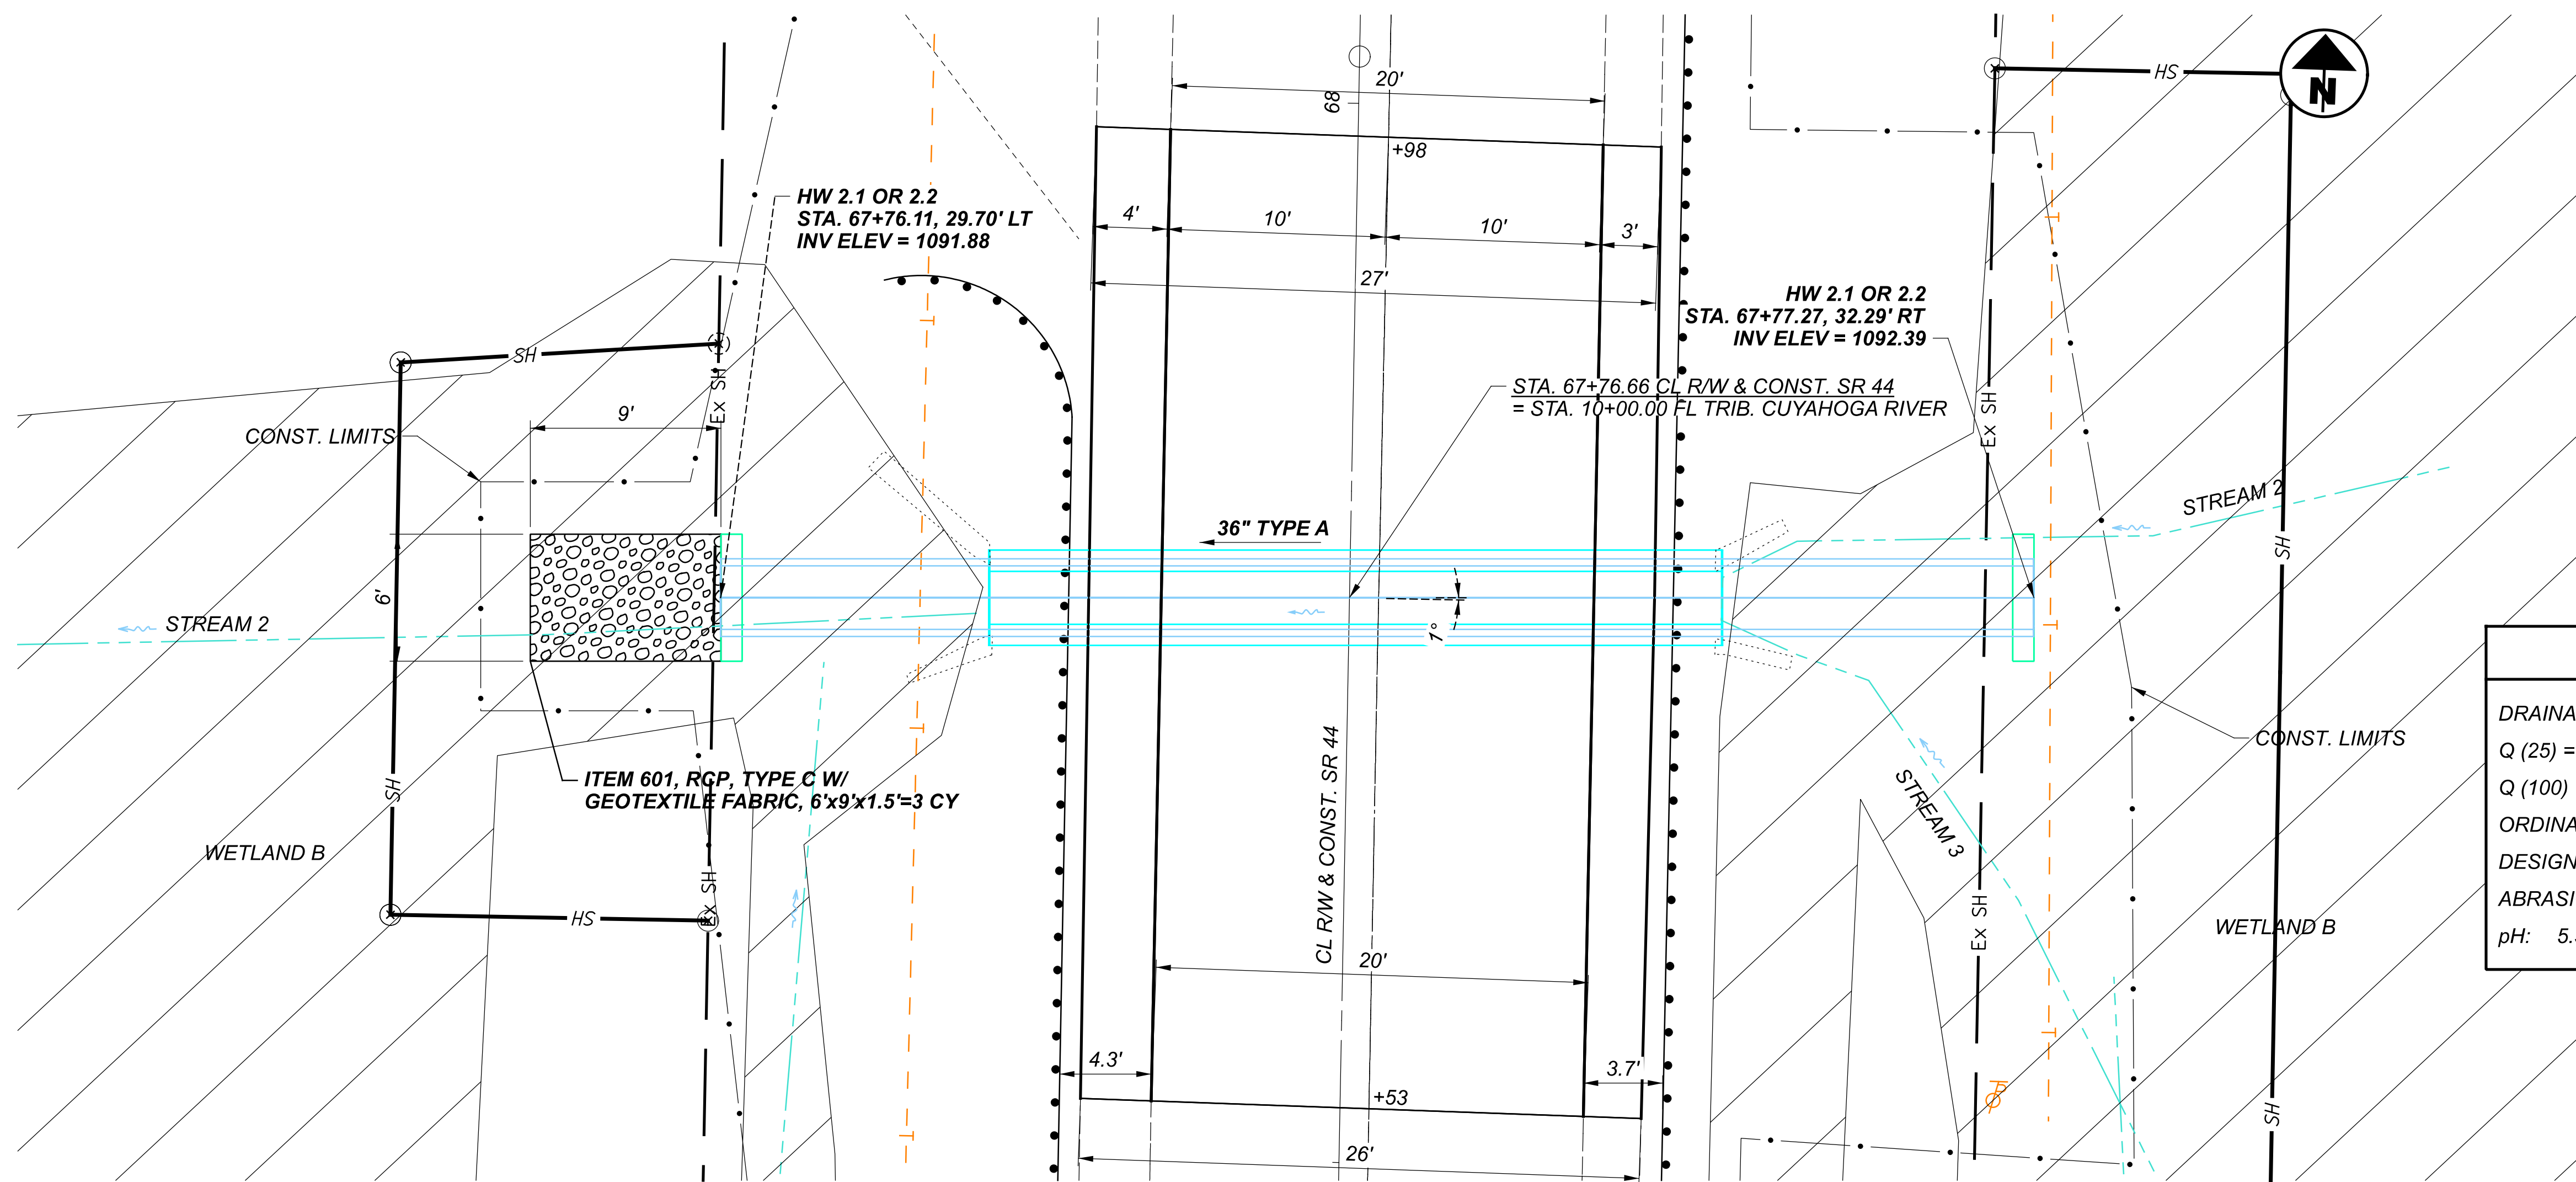 HS
N
20'
68
+98
HW 2.1 OR 2.2
STA. 67+76.11, 29.70' LT
INV ELEV = 1091.88
4'
10'
10'
3'
27'
HW 2.1 OR 2.2
STA. 67+77.27, 32.29' RT
INV ELEV = 1092.39
SH
Ex SH
9'
CONST. LIMITS
STA. 67+76.66 CL R/W & CONST. SR 44
= STA. 10+00.00 FL TRIB. CUYAHOGA RIVER
Ex SH
STREAM 2
36" TYPE A
SH
6'
STREAM 2
1°
T
T
T
T
T
T
DRAINA
Q (25) =
Q (100)
ORDINA
DESIGN
ABRASI
pH: 5.
CONST. LIMITS
ITEM 601, RCP, TYPE C W/
GEOTEXTILE FABRIC, 6'x9'x1.5'=3 CY
SH
STREAM 3
CL R/W & CONST. SR 44
WETLAND B
Ex SH
HS
Ex SH
WETLAND B
20'
4.3'
3.7'
+53
SH
26'